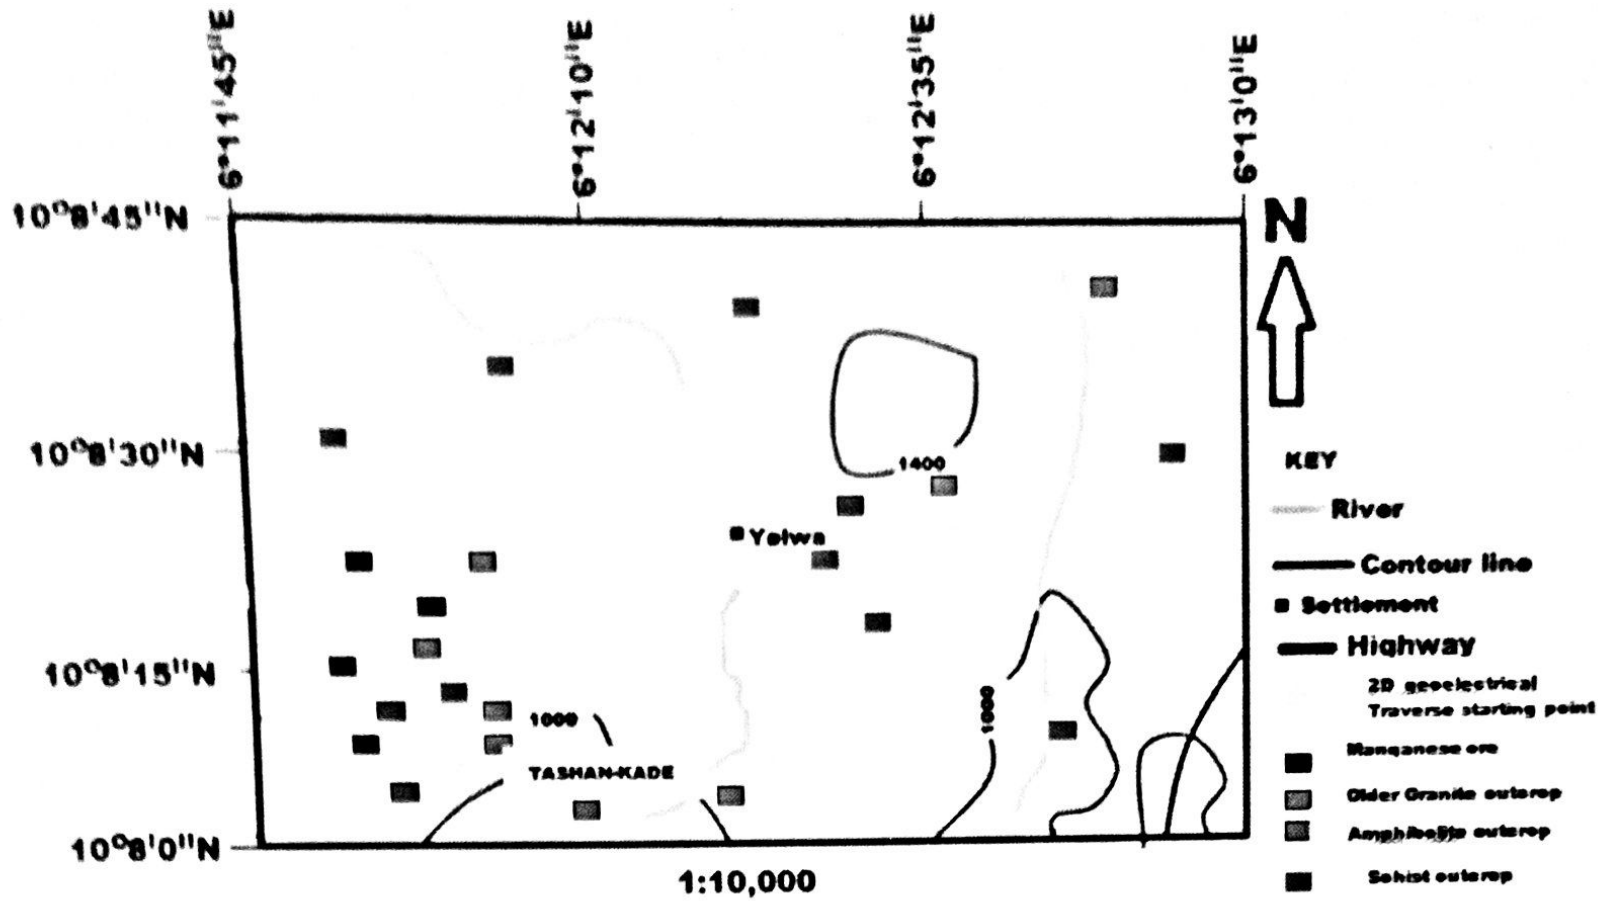 6°11'45"E
6°12'10"E
6°12'35"E
6°13'0"E
10°8'45"N
N
10°8'30"N
1400
KEY
River
Yelwa
Contour line
Settlement
Highway
10°8'15"N
2D geoelectrical
Traverse starting point
1000
1000
Manganese ore
TASHAN-KADE
Older Granite outcrop
Amphibolite outcrop
10°8'0"N
Schist outcrop
1:10,000